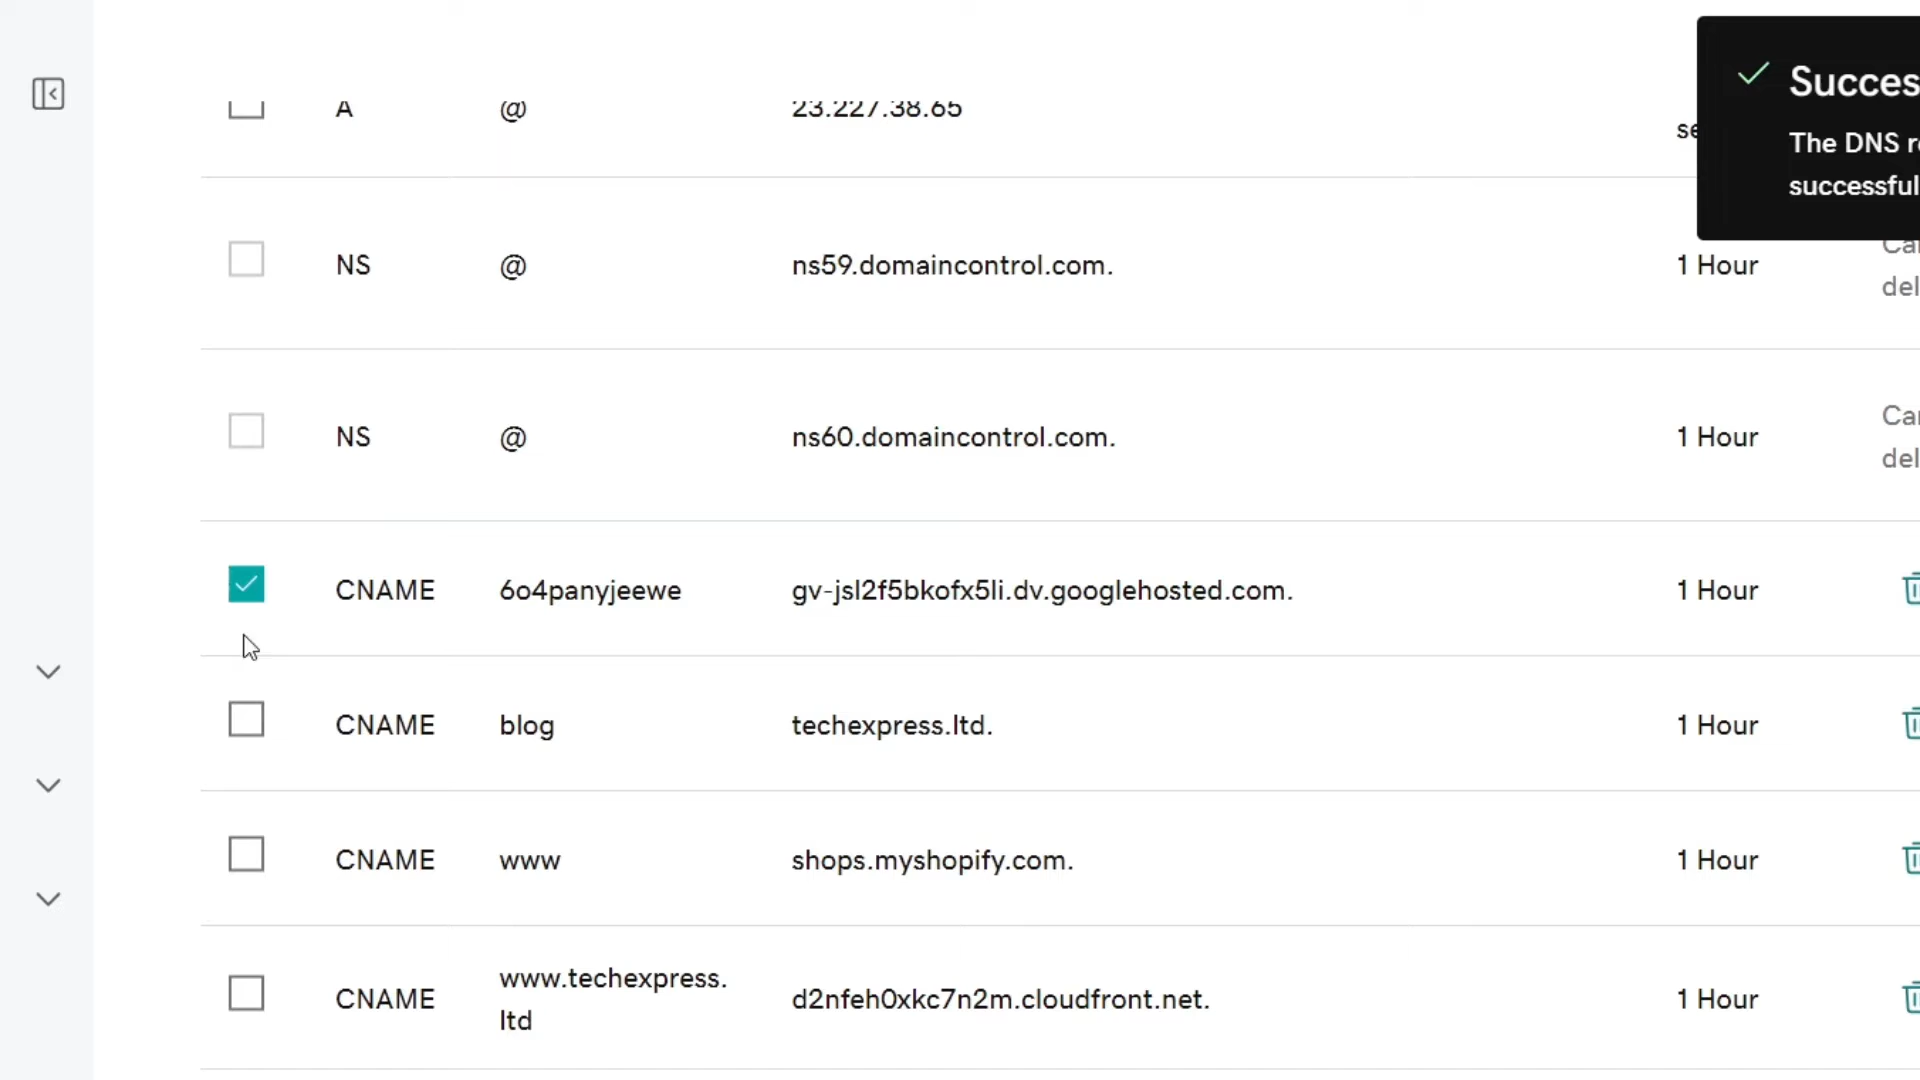 A @ 23.227.38.65
Succes
The DNS
successful
NS @ ns59.domaincontrol.com. 1 Hour
del
NS @ ns60.domaincontrol.com. 1 Hour
del
CNAME 6o4panyjeewe gv-jsl2f5bkofx5li.dv.googlehosted.com. 1 Hour
CNAME blog techexpress.ltd. 1 Hour
CNAME www shops.myshopify.com. 1 Hour
CNAME www.techexpress. d2nfeh0xkc7n2m.cloudfront.net. 1 Hour
ltd